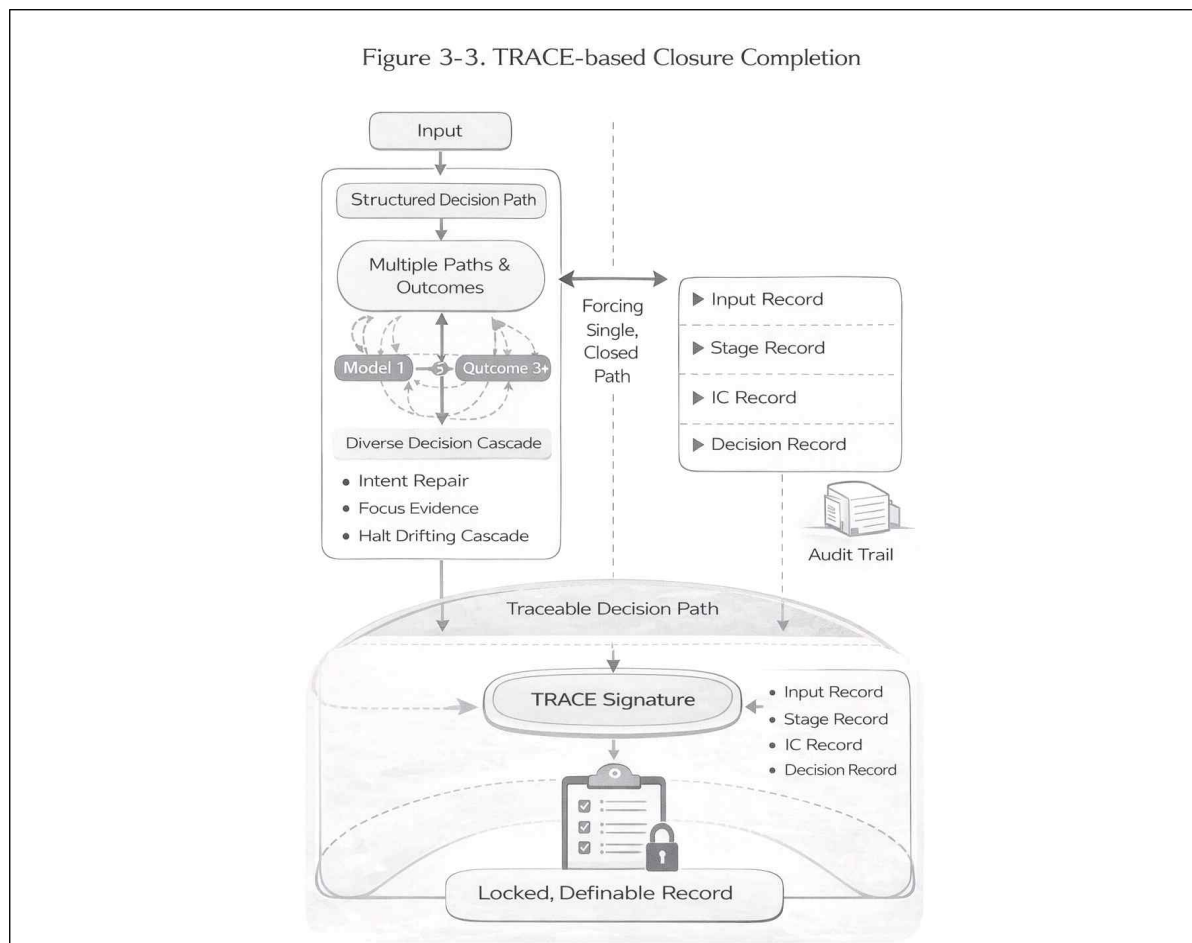 Figure 3-3. TRACE-based Closure Completion
Input
Structured Decision Path
Multiple Paths &
Outcomes
Model 1
5
Qutcome 3+
Diverse Decision Cascade
• Intent Repair
• Focus Evidence
• Halt Drifting Cascade
Forcing
Single,
Closed
Path
Input Record
Stage Record
IC Record
Decision Record
Audit Trail
Traceable Decision Path
TRACE Signature
• Input Record
• Stage Record
• IC Record
• Decision Record
Locked, Definable Record